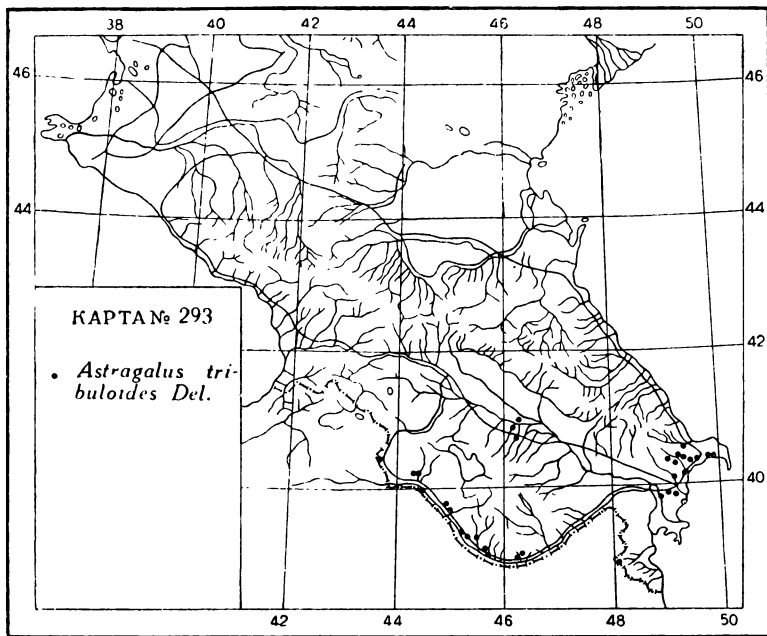 38 40 42 44 46 48 50
46 46
44 44
КАРТА № 293
42
• Astragalus tri-
buloides Del.
40
42 44 46 48 50